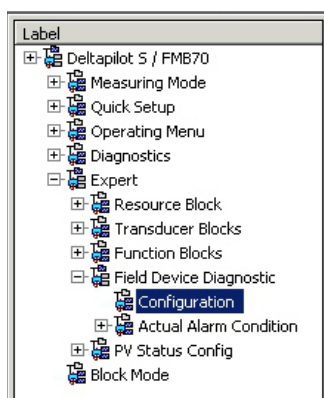 Label
Deltapilot S / FMB70
Measuring Mode
Quick Setup
Operating Menu
Diagnostics
Expert
Resource Block
Transducer Blocks
Function Blocks
Field Device Diagnostic
Configuration
Actual Alarm Condition
PV Status Config
Block Mode